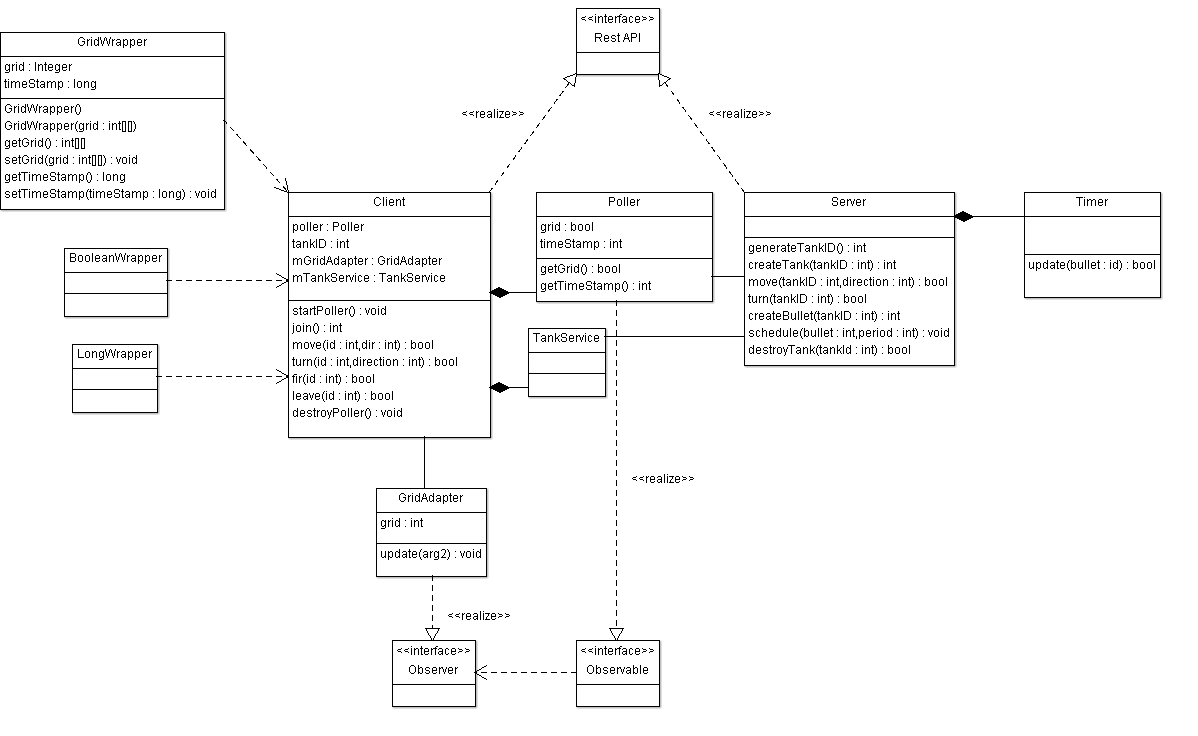 <<interface>>
Rest API
GridWrapper
grid : Integer
timeStamp : long
GridWrapper()
GridWrapper(grid : int[][])
getGrid() : int[][]
setGrid(grid : int[][]) : void
getTimeStamp() : long
setTimeStamp(timeStamp : long) : void
<<realize>>
<<realize>>
BooleanWrapper
LongWrapper
Client
poller : Poller
tankID : int
mGridAdapter : GridAdapter
mTankService : TankService
startPoller() : void
join() : int
move(id : int,dir : int) : bool
turn(id : int,direction : int) : bool
fir(id : int) : bool
leave(id : int) : bool
destroyPoller() : void
Poller
grid : bool
timeStamp : int
getGrid() : bool
getTimeStamp() : int
TankService
Server
generateTankID() : int
createTank(tankID : int) : int
move(tankID : int,direction : int) : bool
turn(tankID : int) : bool
createBullet(tankID : int) : int
schedule(bullet : int,period : int) : void
destroyTank(tankId : int) : bool
Timer
update(bullet : id) : bool
GridAdapter
grid : int
update(arg2) : void
<<realize>>
<<realize>>
<<interface>>
Observer
<<interface>>
Observable